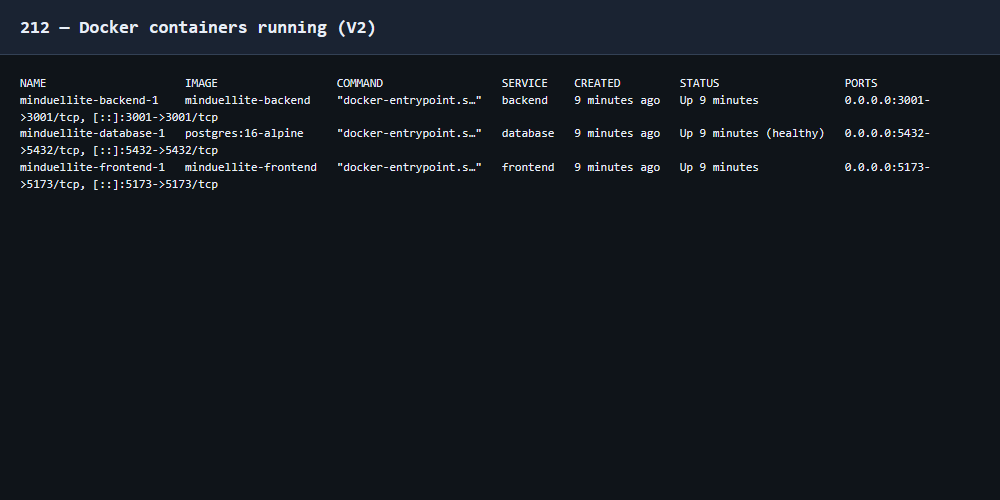 212 — Docker containers running (V2)
NAME IMAGE COMMAND SERVICE CREATED STATUS PORTS
minduellite-backend-1 minduellite-backend "docker-entrypoint.s…" backend 9 minutes ago Up 9 minutes 0.0.0.0:3001-
>3001/tcp, [::]:3001->3001/tcp
minduellite-database-1 postgres:16-alpine "docker-entrypoint.s…" database 9 minutes ago Up 9 minutes (healthy) 0.0.0.0:5432-
>5432/tcp, [::]:5432->5432/tcp
minduellite-frontend-1 minduellite-frontend "docker-entrypoint.s…" frontend 9 minutes ago Up 9 minutes 0.0.0.0:5173-
>5173/tcp, [::]:5173->5173/tcp